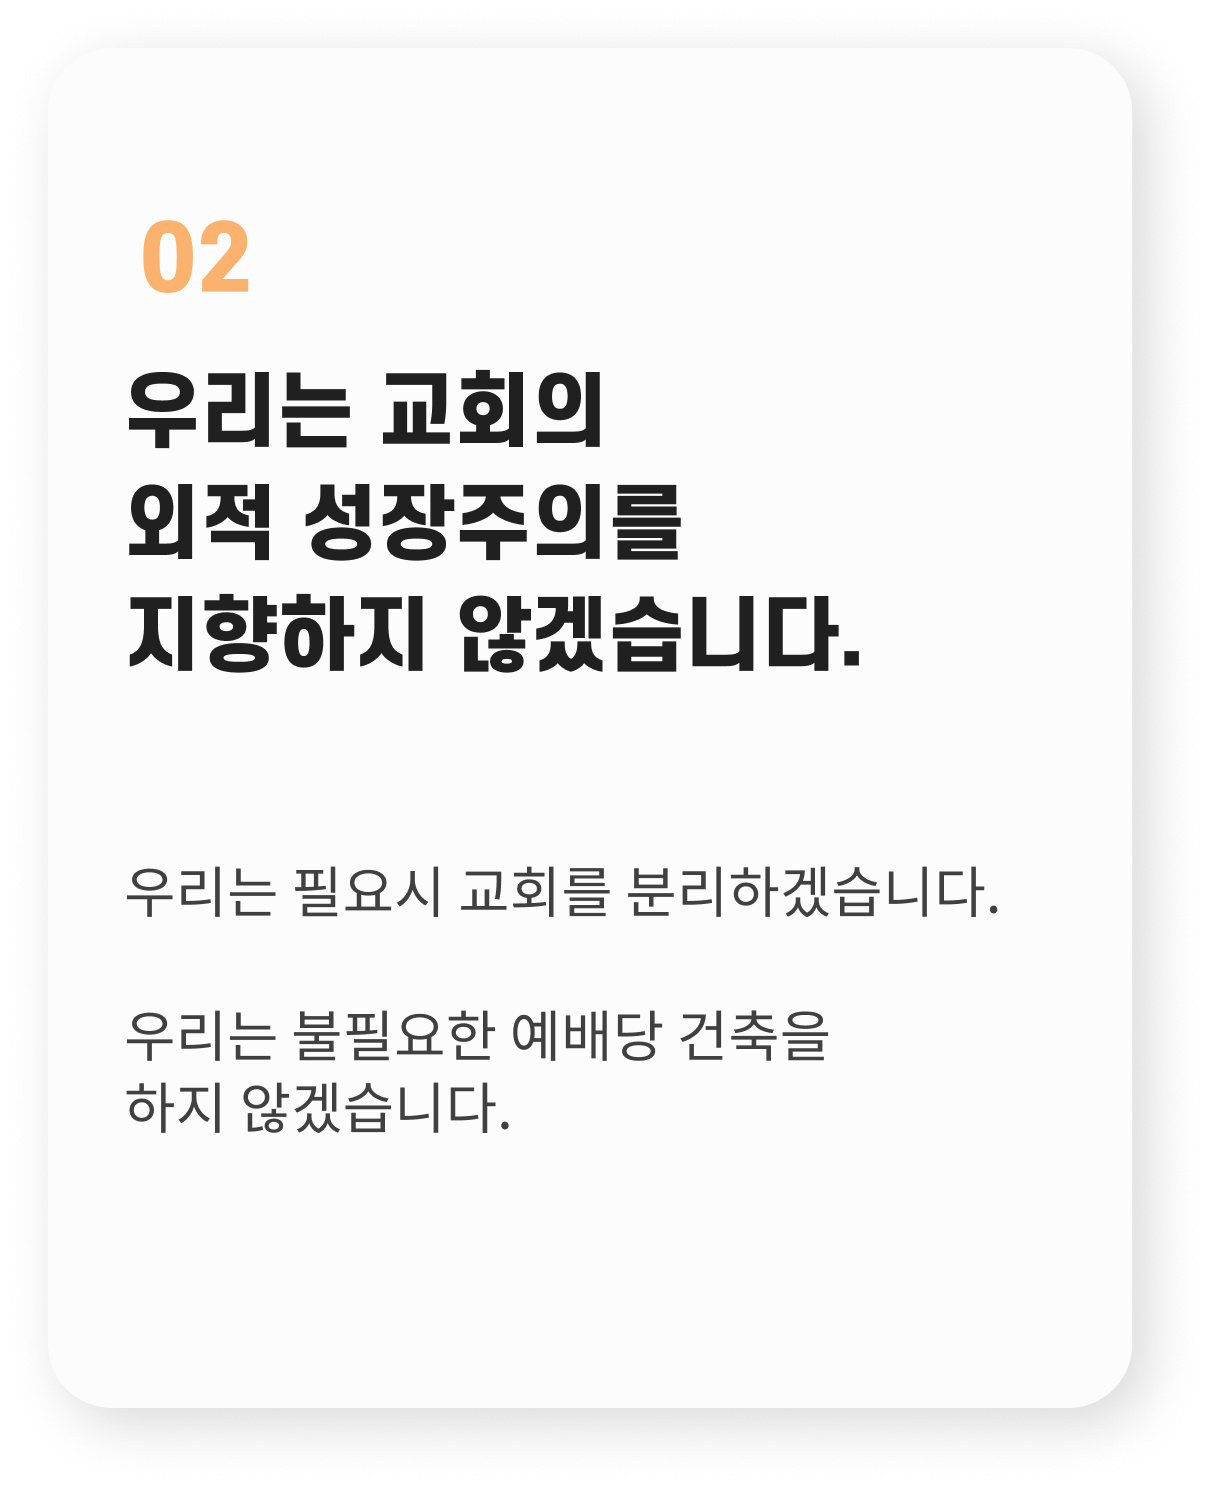 02
우리는 교회의
외적 성장주의를
지향하지 않겠습니다.
우리는 필요시 교회를 분리하겠습니다.
우리는 불필요한 예배당 건축을
하지 않겠습니다.